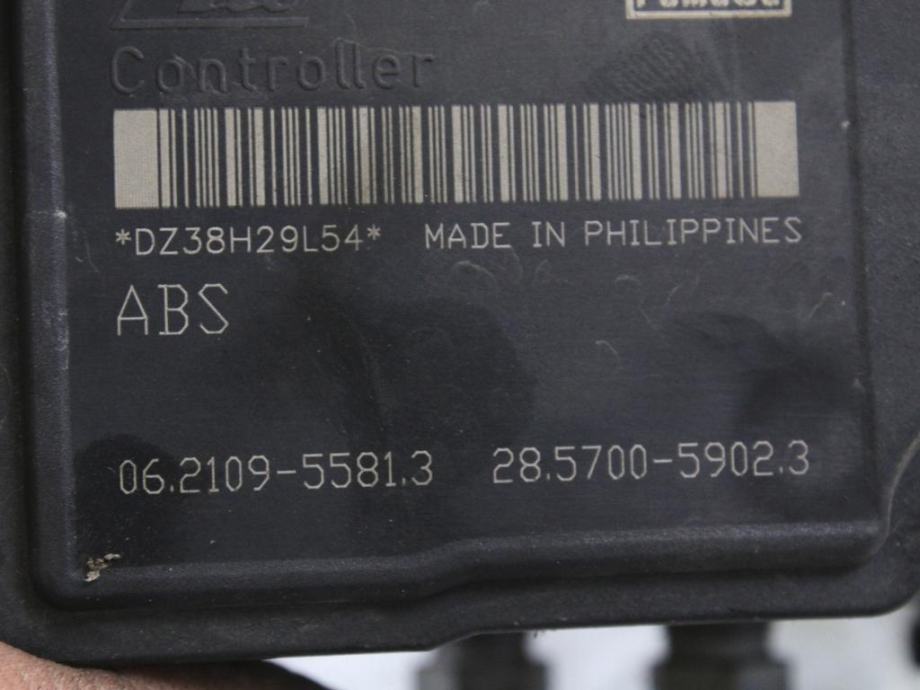 Controller
*DZ38H29L54* MADE IN PHILIPPINES
ABS
06.2109-5581.3 28.5700-5902.3